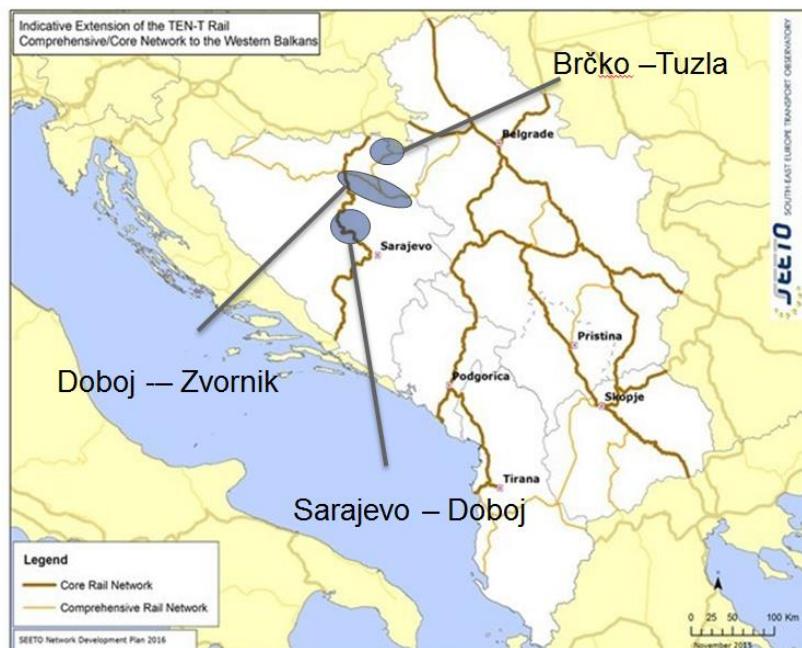 Indicative Extension of the TEN-T Rail
Comprehensive/Core Network to the Western Balkans
Brčko –Tuzla
Belgrade
SOUTH-EAST EUROPE TRANSPORT OBSERVATORY
SEETO
Sarajevo
Doboj -– Zvornik
Pristina
Podgorica
Skopje
Tirana
Sarajevo – Doboj
Legend
Core Rail Network
Comprehensive Rail Network
0 25 50 100 Km
SEETO Network Development Plan 2016
November 2015